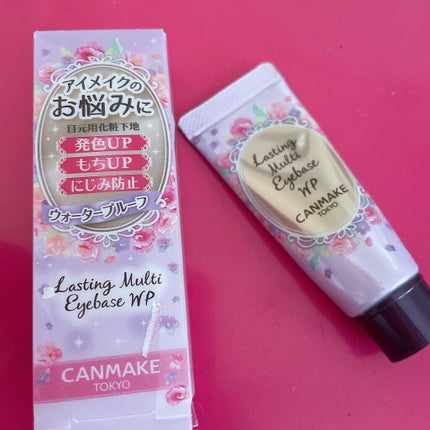 アイメイクの
お悩みに
目元用化粧下地
発色UP
もちUP
にじみ防止
ウォータープルーフ
Lasting Multi
Eyebase WP
CANMAKE
TOKYO
Lasting
Multi
Eyebase
WP
CANMAKE
TOKYO